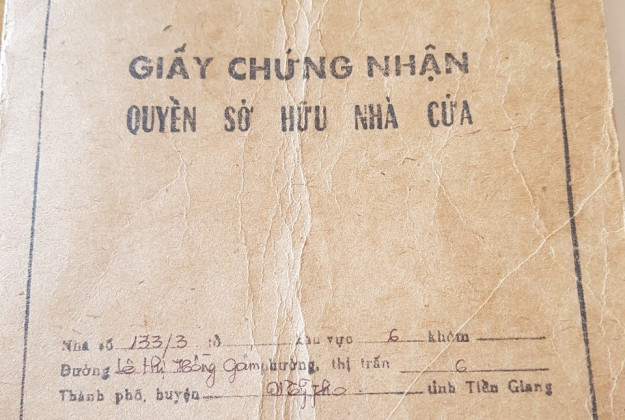 GIẤY CHỨNG NHẬN
QUYỀN SỞ HỮU NHÀ CỬA
Nhà số 133/3 tổ khu vực 6 khóm
Đường Lê Thị Hồng Gấm phường, thị trấn 6
Thành phố, huyện Mỹ Tho tỉnh Tiền Giang